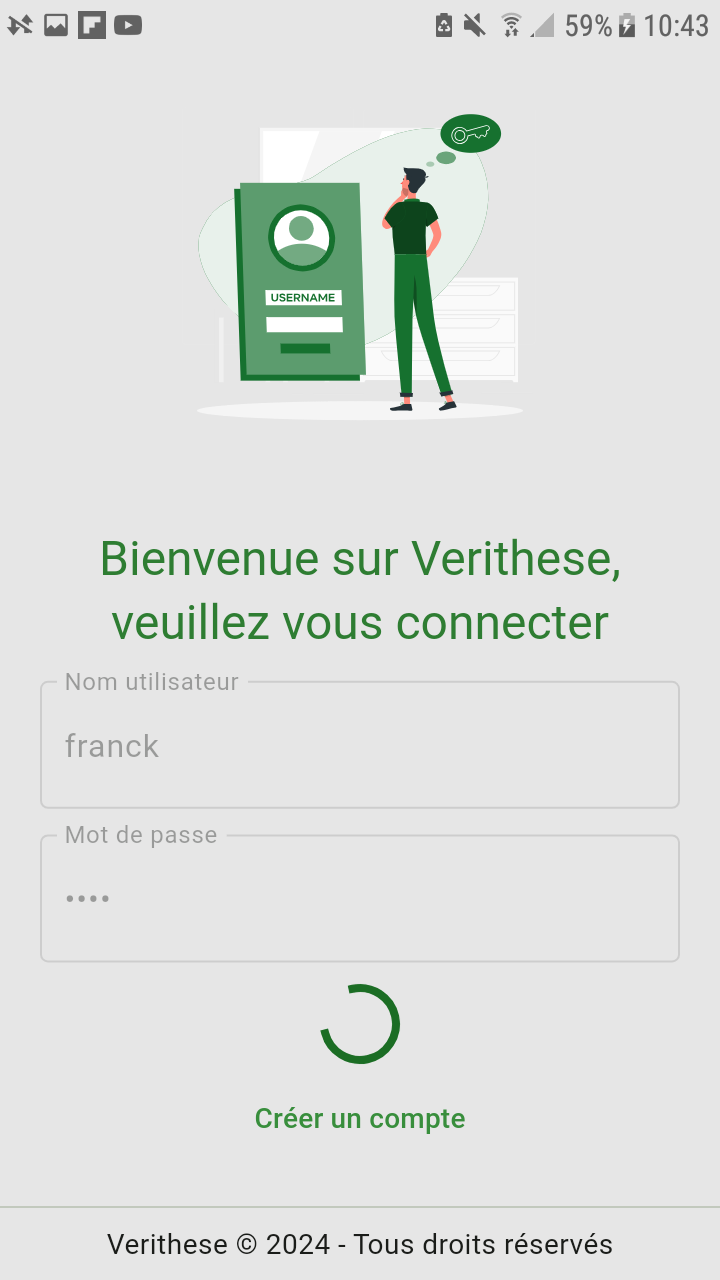 59% 10:43
USERNAME
Bienvenue sur Verithese,
veuillez vous connecter
Nom utilisateur
franck
Mot de passe
••••
Créer un compte
Verithese © 2024 - Tous droits réservés